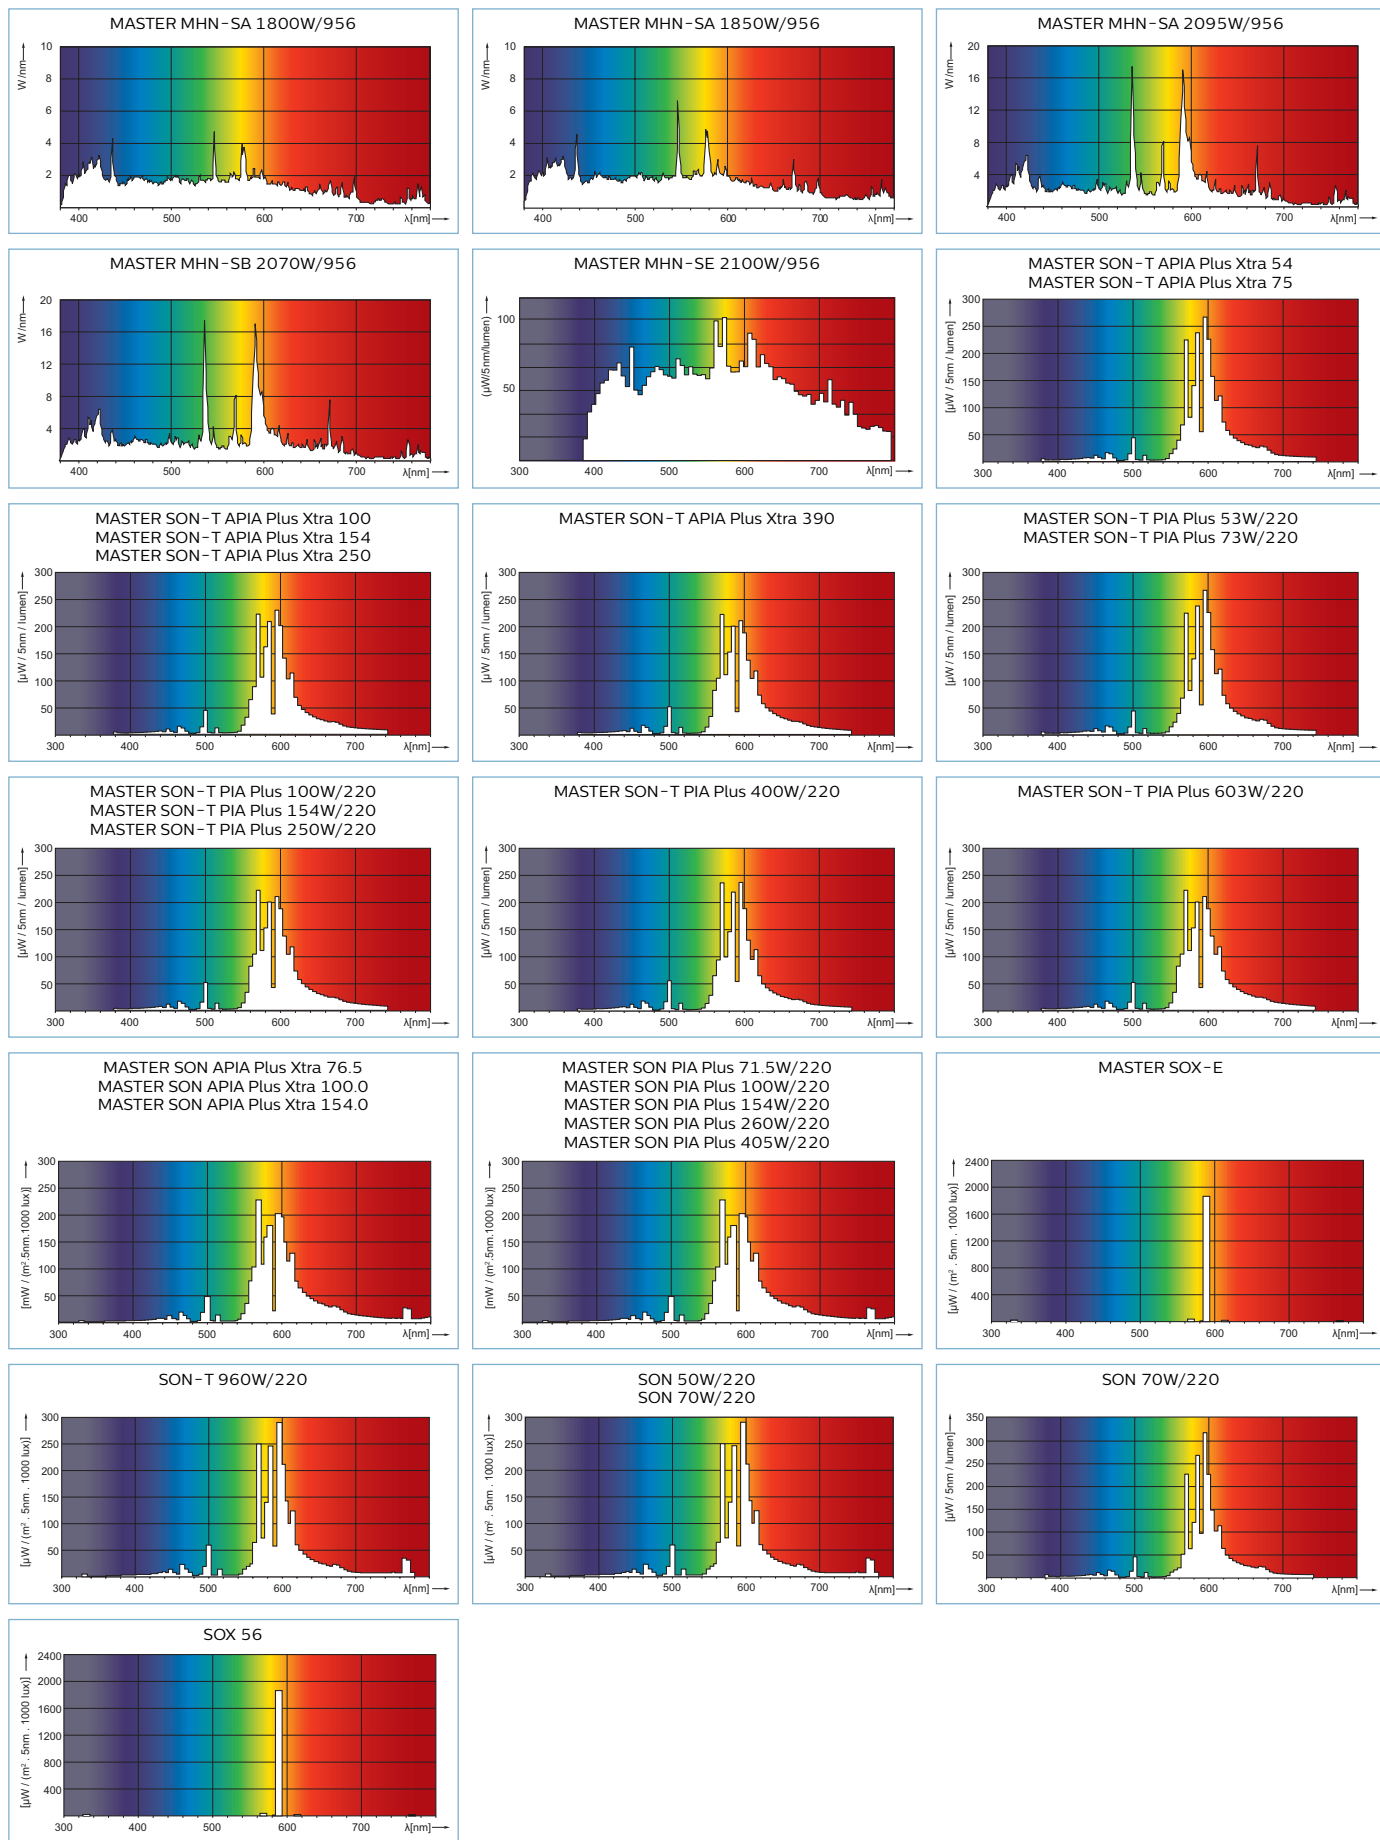 MASTER MHN-SA 1800W/956
W/nm
10
8
6
4
2
400
500
600
700
λ[nm]
MASTER MHN-SA 1850W/956
W/nm
10
8
6
4
2
400
500
600
700
λ[nm]
MASTER MHN-SA 2095W/956
W/nm
20
16
12
8
4
400
500
600
700
λ[nm]
MASTER MHN-SB 2070W/956
W/nm
20
16
12
8
4
400
500
600
700
λ[nm]
MASTER MHN-SE 2100W/956
(µW/5nm/lumen)
100
50
300
400
500
600
700
λ[nm]
MASTER SON-T APIA Plus Xtra 54
MASTER SON-T APIA Plus Xtra 75
[µW / 5nm / lumen]
300
250
200
150
100
50
300
400
500
600
700
λ[nm]
MASTER SON-T APIA Plus Xtra 100
MASTER SON-T APIA Plus Xtra 154
MASTER SON-T APIA Plus Xtra 250
[µW / 5nm / lumen]
300
250
200
150
100
50
300
400
500
600
700
λ[nm]
MASTER SON-T APIA Plus Xtra 390
[µW / 5nm / lumen]
300
250
200
150
100
50
300
400
500
600
700
λ[nm]
MASTER SON-T PIA Plus 53W/220
MASTER SON-T PIA Plus 73W/220
[µW / 5nm / lumen]
300
250
200
150
100
50
300
400
500
600
700
λ[nm]
MASTER SON-T PIA Plus 100W/220
MASTER SON-T PIA Plus 154W/220
MASTER SON-T PIA Plus 250W/220
[µW / 5nm / lumen]
300
250
200
150
100
50
300
400
500
600
700
λ[nm]
MASTER SON-T PIA Plus 400W/220
[µW / 5nm / lumen]
300
250
200
150
100
50
300
400
500
600
700
λ[nm]
MASTER SON-T PIA Plus 603W/220
[µW / 5nm / lumen]
300
250
200
150
100
50
300
400
500
600
700
λ[nm]
MASTER SON APIA Plus Xtra 76.5
MASTER SON APIA Plus Xtra 100.0
MASTER SON APIA Plus Xtra 154.0
[mW / (m² .5nm. 1000 lux)]
300
250
200
150
100
50
300
400
500
600
700
λ[nm]
MASTER SON PIA Plus 71.5W/220
MASTER SON PIA Plus 100W/220
MASTER SON PIA Plus 154W/220
MASTER SON PIA Plus 260W/220
MASTER SON PIA Plus 405W/220
[mW / (m² .5nm. 1000 lux)]
300
250
200
150
100
50
300
400
500
600
700
λ[nm]
MASTER SOX-E
[µW / (m² . 5nm . 1000 lux)]
2400
2000
1600
1200
800
400
300
400
500
600
700
λ[nm]
SON-T 960W/220
[µW / (m² . 5nm . 1000 lux)]
300
250
200
150
100
50
300
400
500
600
700
λ[nm]
SON 50W/220
SON 70W/220
[µW / (m² . 5nm . 1000 lux)]
300
250
200
150
100
50
300
400
500
600
700
λ[nm]
SON 70W/220
[µW / 5nm / lumen]
350
300
250
200
150
100
50
300
400
500
600
700
λ[nm]
SOX 56
[µW / (m² . 5nm . 1000 lux)]
2400
2000
1600
1200
800
400
300
400
500
600
700
λ[nm]